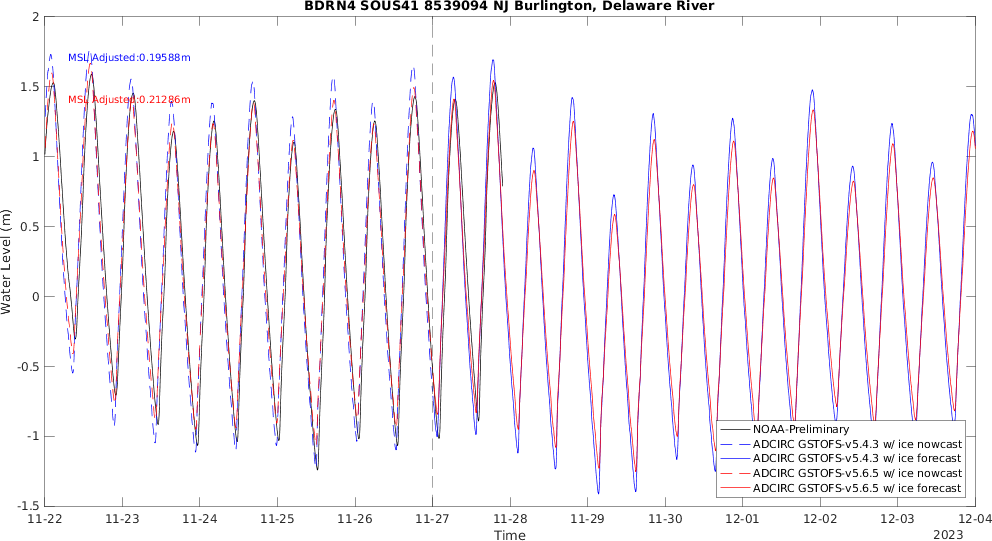 BDRN4 SOUS41 8539094 NJ Burlington, Delaware River
2
1.5
1
0.5
0
-0.5
-1
-1.5
Water Level (m)
MSL Adjusted:0.19588m
MSL Adjusted:0.21286m
NOAA-Preliminary
ADCIRC GSTOFS-v5.4.3 w/ ice nowcast
ADCIRC GSTOFS-v5.4.3 w/ ice forecast
ADCIRC GSTOFS-v5.6.5 w/ ice nowcast
ADCIRC GSTOFS-v5.6.5 w/ ice forecast
11-22 11-23 11-24 11-25 11-26 11-27 11-28 11-29 11-30 12-01 12-02 12-03 12-04
Time
2023